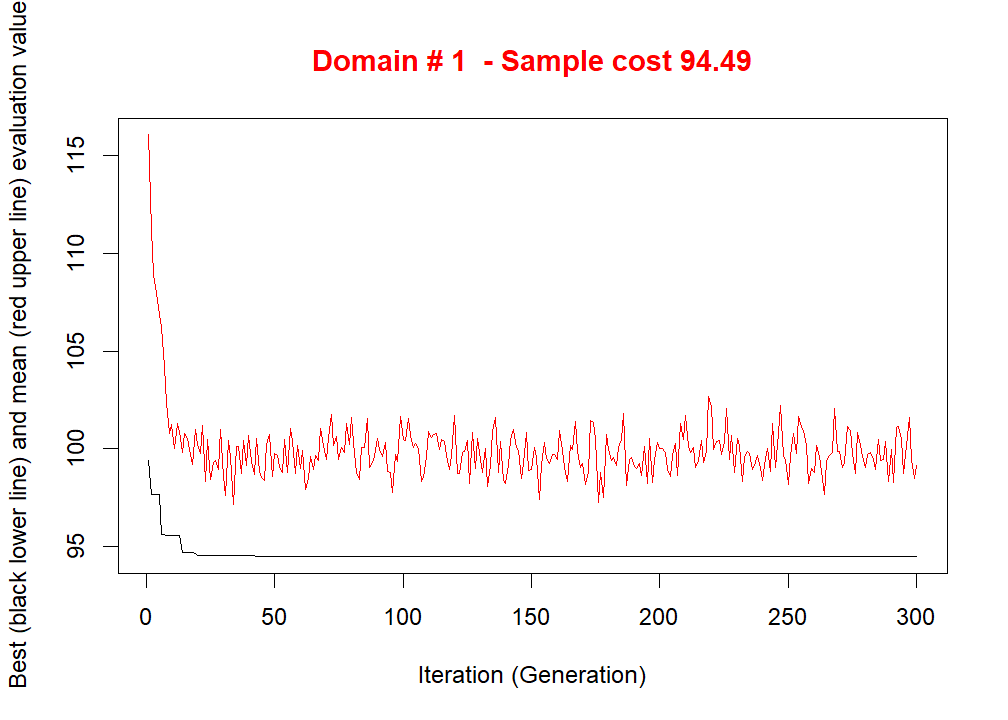 Domain # 1  - Sample cost 94.49
Best (black lower line) and mean (red upper line) evaluation value
115
110
105
100
95
0 50 100 150 200 250 300
Iteration (Generation)